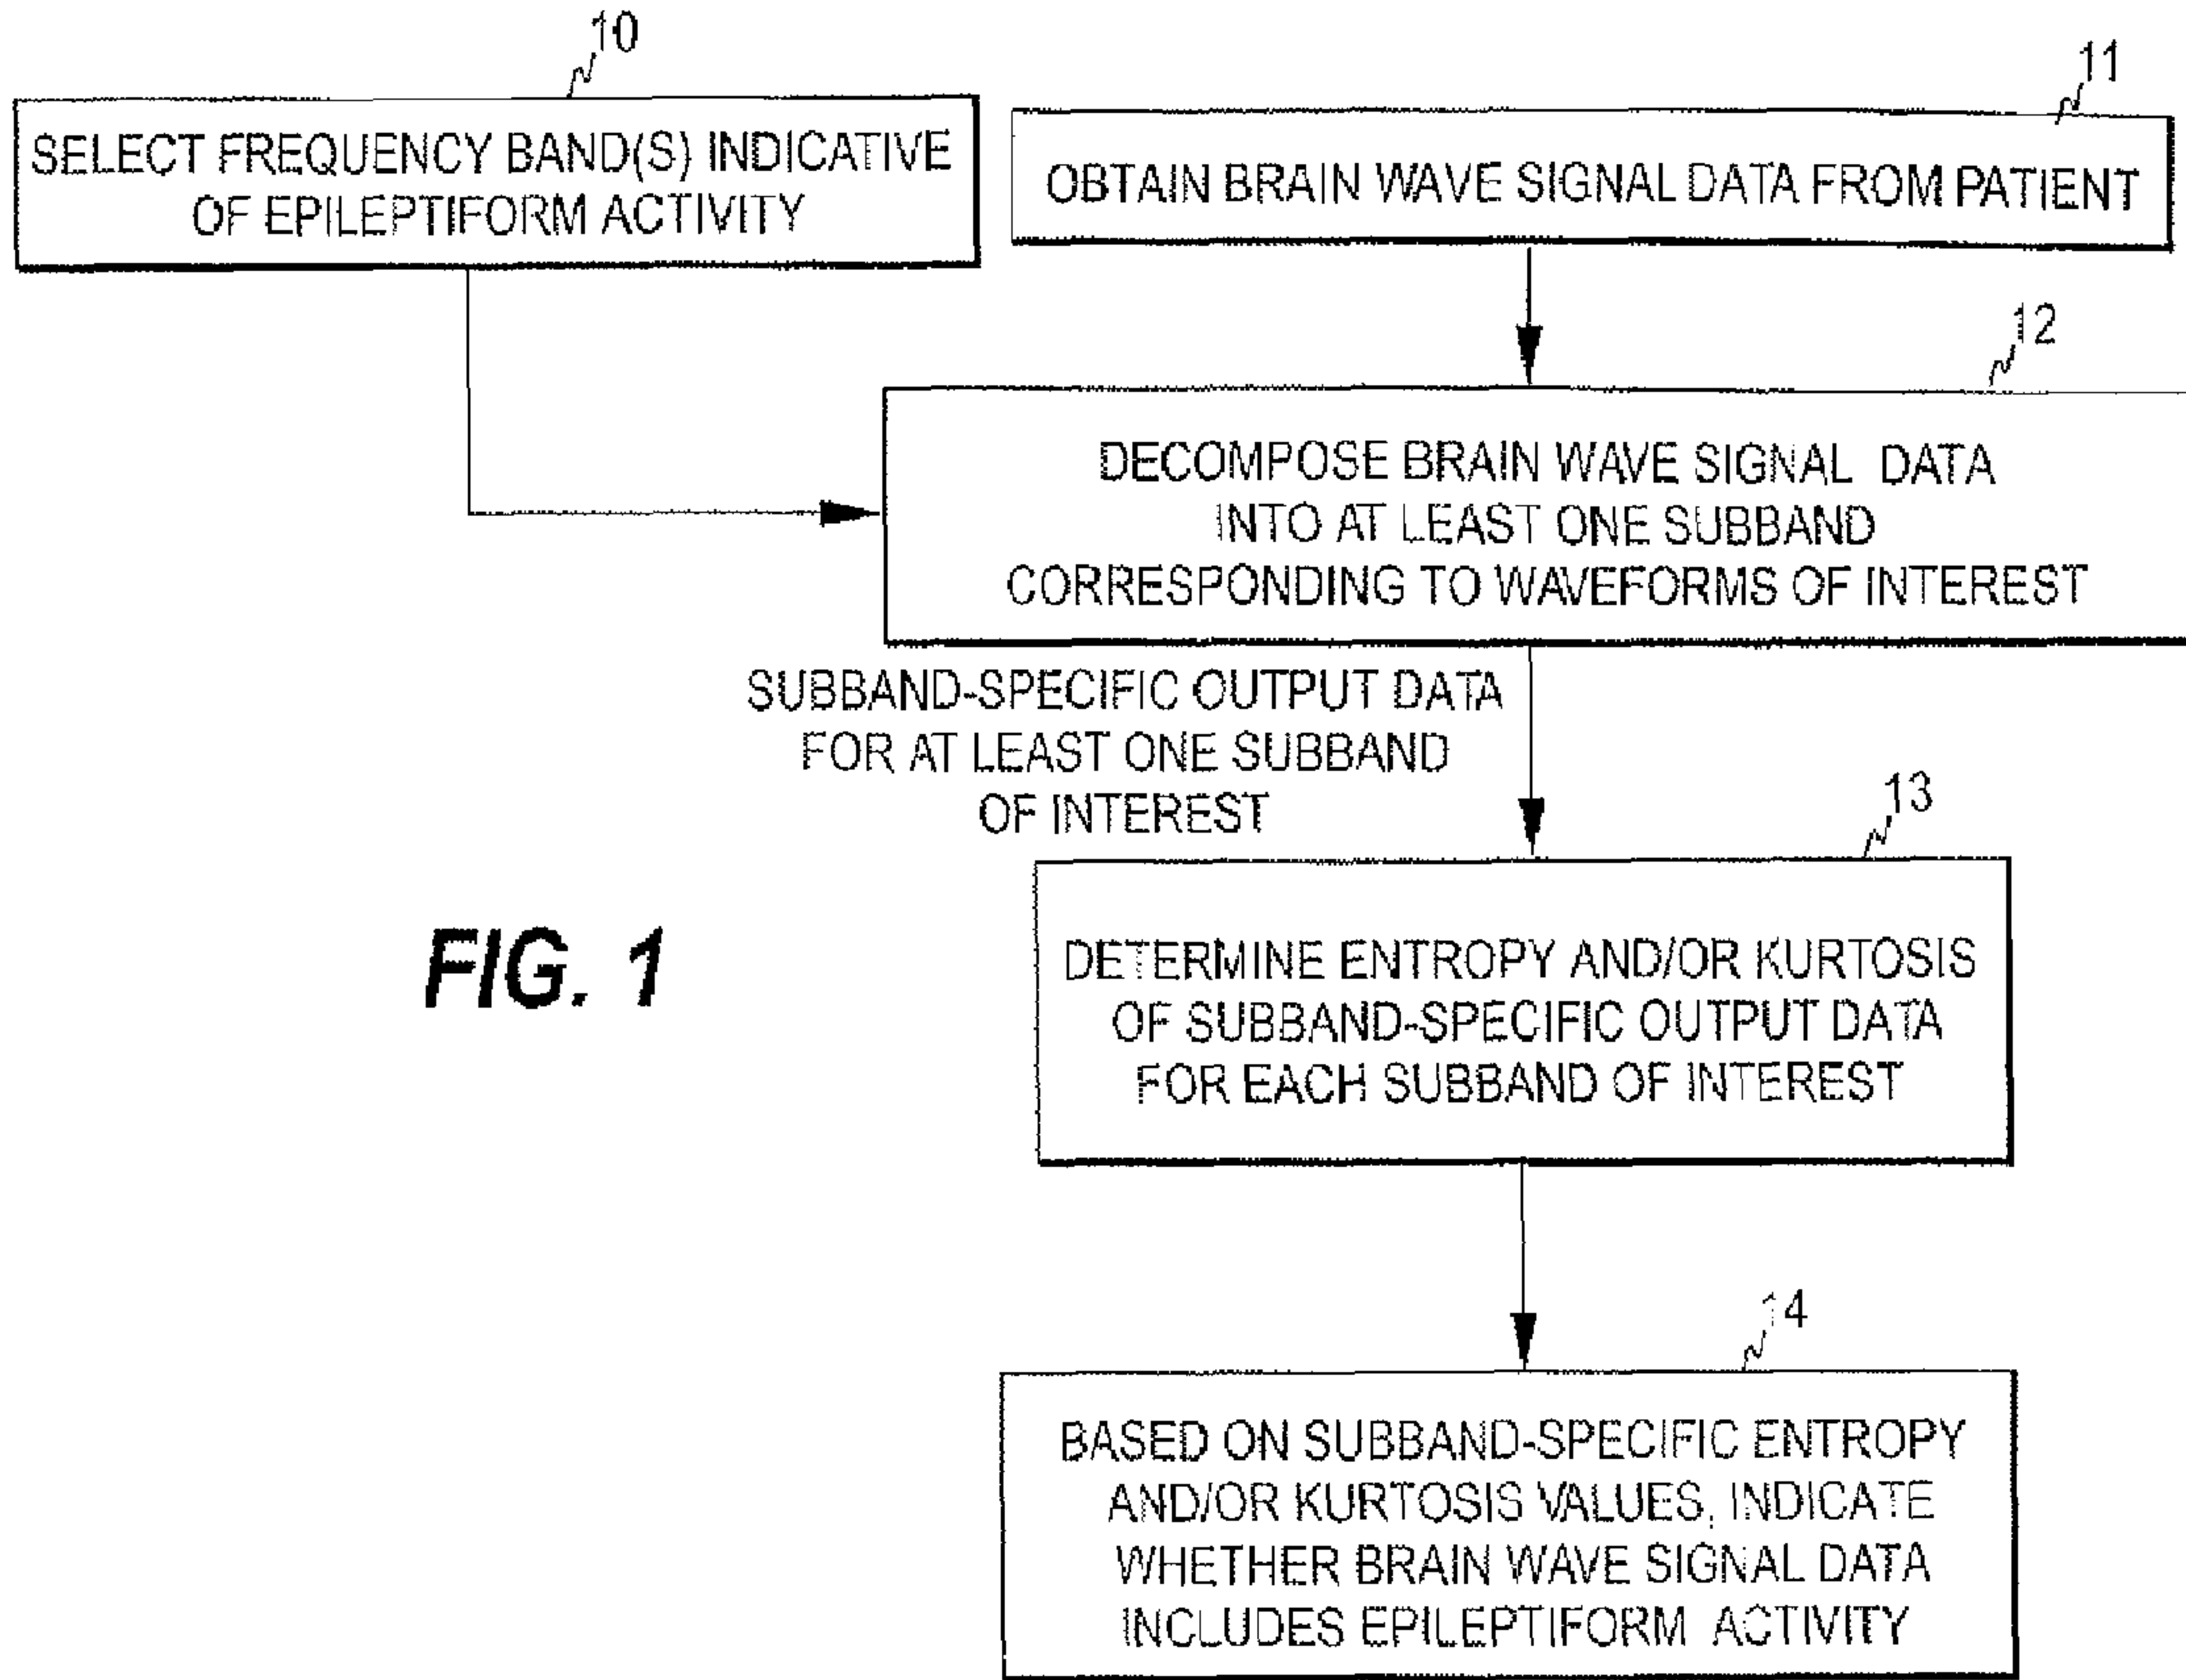 10
SELECT FREQUENCY BAND(S) INDICATIVE
OF EPILEPTIFORM ACTIVITY
11
OBTAIN BRAIN WAVE SIGNAL DATA FROM PATIENT
12
DECOMPOSE BRAIN WAVE SIGNAL DATA
INTO AT LEAST ONE SUBBAND
CORRESPONDING TO WAVEFORMS OF INTEREST
SUBBAND-SPECIFIC OUTPUT DATA
FOR AT LEAST ONE SUBBAND
OF INTEREST
13
DETERMINE ENTROPY AND/OR KURTOSIS
OF SUBBAND-SPECIFIC OUTPUT DATA
FOR EACH SUBBAND OF INTEREST
FIG. 1
14
BASED ON SUBBAND-SPECIFIC ENTROPY
AND/OR KURTOSIS VALUES, INDICATE
WHETHER BRAIN WAVE SIGNAL DATA
INCLUDES EPILEPTIFORM ACTIVITY